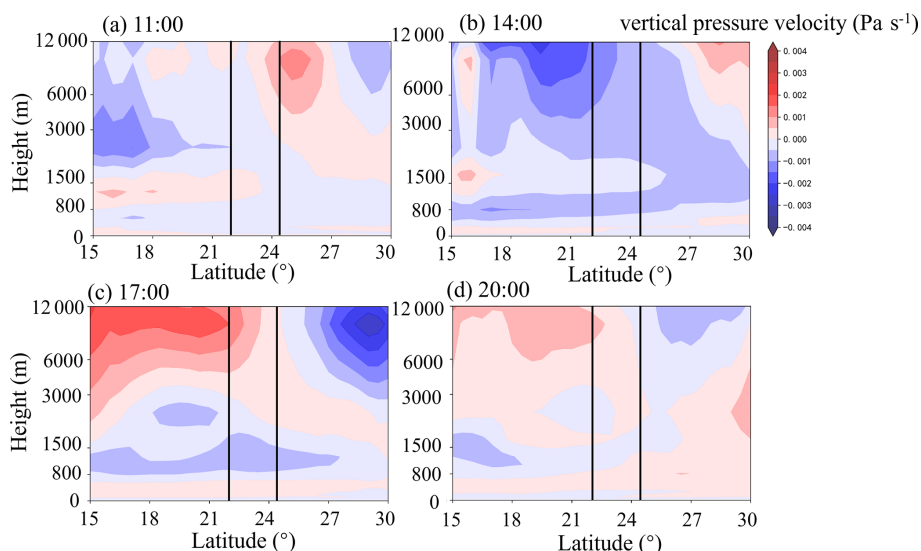 (a) 11:00
(b) 14:00
vertical pressure velocity (Pa s⁻¹)
12 000
6000
3000
1500
800
0
Height (m)
15 18 21 24 27 30
Latitude (°)
12 000
6000
3000
1500
800
0
15 18 21 24 27 30
Latitude (°)
0.004
0.004
0.002
0.001
0.000
−0.001
−0.002
−0.003
−0.004
(c) 17:00
(d) 20:00
12 000
6000
3000
1500
800
0
Height (m)
15 18 21 24 27 30
Latitude (°)
12 000
6000
3000
1500
800
0
15 18 21 24 27 30
Latitude (°)